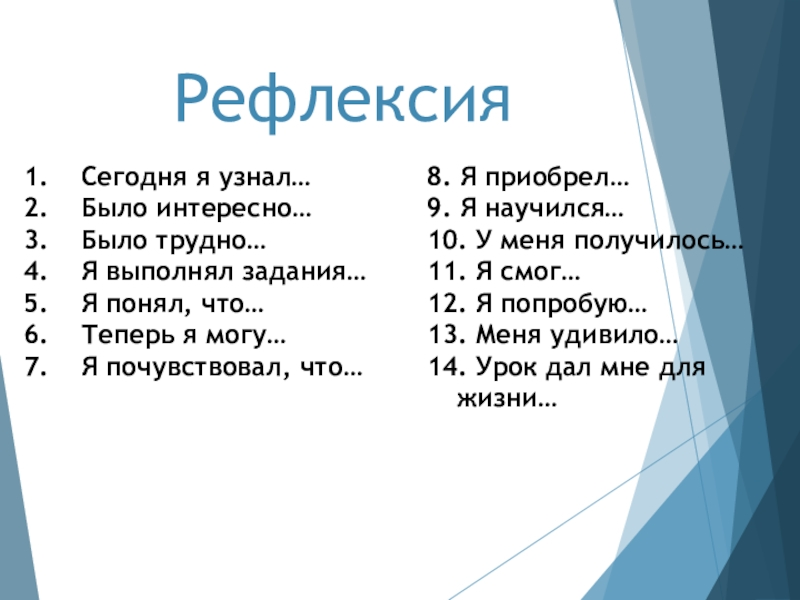 Рефлексия
1. Сегодня я узнал…
2. Было интересно…
3. Было трудно…
4. Я выполнял задания…
5. Я понял, что…
6. Теперь я могу…
7. Я почувствовал, что…
8. Я приобрел…
9. Я научился…
10. У меня получилось…
11. Я смог…
12. Я попробую…
13. Меня удивило…
14. Урок дал мне для
жизни…